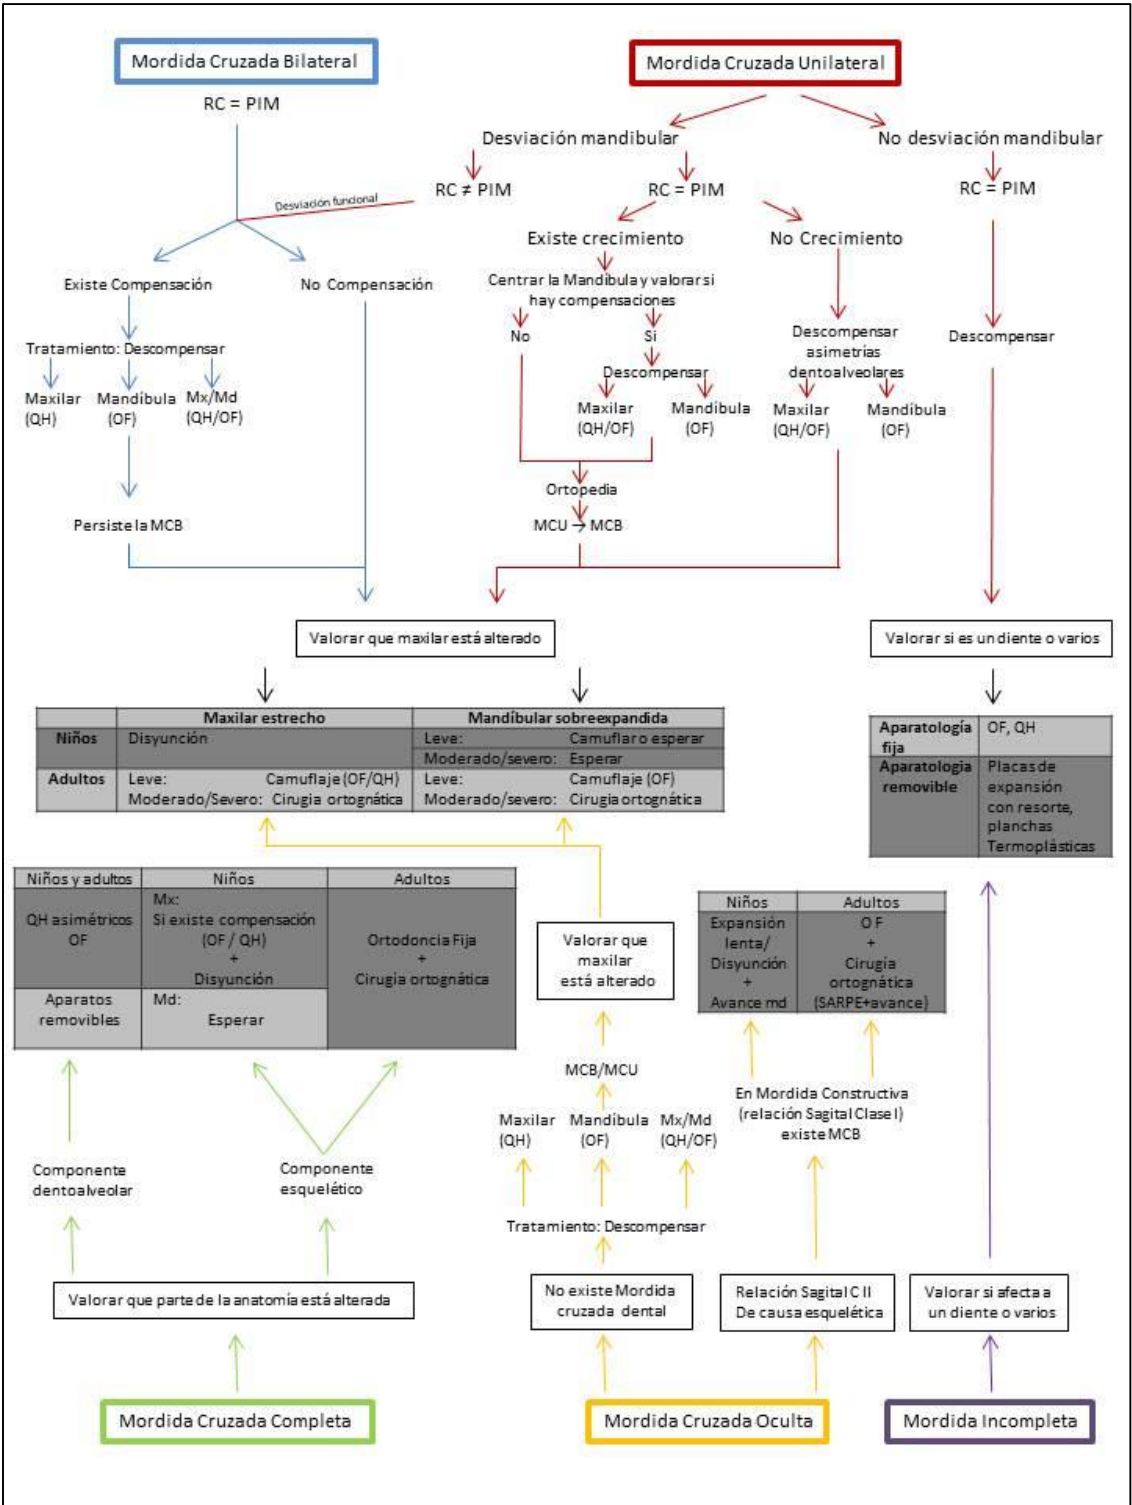 Mordida Cruzada Bilateral
RC = PIM
Mordida Cruzada Unilateral
Desviación mandibular
No desviación mandibular
RC ≠ PIM
RC = PIM
RC = PIM
Desviación funcional
Existe crecimiento
No Crecimiento
Existe Compensación
No Compensación
Centrar la Mandíbula y valorar si
hay compensaciones
No
Si
Descompensar
asimetrías
dentoalveolares
Descompensar
Tratamiento: Descompensar
Descompensar
Maxilar
(QH)
Mandíbula
(OF)
Mx/Md
(QH/OF)
Maxilar
(QH/OF)
Mandíbula
(OF)
Maxilar
(QH/OF)
Mandíbula
(OF)
Ortopedia
Persiste la MCB
MCU → MCB
Valorar que maxilar está alterado
Valorar si es un diente o varios
Maxilar estrecho
Mandíbular sobreexpandida
Niños
Disyunción
Leve: Camuflar o esperar
Moderado/severo: Esperar
Adultos
Leve: Camuflaje (OF/QH)
Moderado/Severo: Cirugía ortognática
Leve: Camuflaje (OF)
Moderado/severo: Cirugía ortognática
Aparatología
fija
OF, QH
Aparatología
removible
Placas de
expansión
con resorte,
planchas
Termoplásticas
Niños y adultos
Niños
Adultos
QH asimétricos
OF
Mx:
Si existe compensación
(OF / QH)
+
Disyunción
Ortodoncia Fija
+
Cirugía ortognática
Aparatos
removibles
Md:
Esperar
Valorar que
maxilar
está alterado
Niños
Adultos
Expansión
lenta/
Disyunción
+
Avance md
O F
+
Cirugía
ortognática
(SARPE+avance)
MCB/MCU
En Mordida Constructiva
(relación Sagital Clase I)
existe MCB
Maxilar
(QH)
Mandíbula
(OF)
Mx/Md
(QH/OF)
Componente
dentoalveolar
Componente
esquelético
Tratamiento: Descompensar
Valorar que parte de la anatomía está alterada
No existe Mordida
cruzada dental
Relación Sagital C II
De causa esquelética
Valorar si afecta a
un diente o varios
Mordida Cruzada Completa
Mordida Cruzada Oculta
Mordida Incompleta